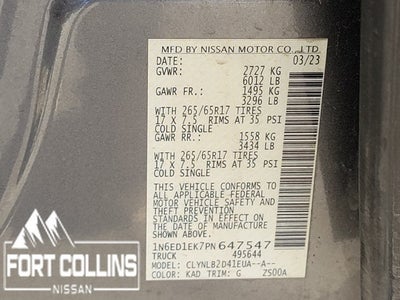 MFD BY NISSAN MOTOR CO., LTD.
DATE: 03/23
GVWR: 2727 KG
6012 LB
GAWR FR.: 1495 KG
3296 LB
WITH 265/65R17 TIRES
17 X 7.5 RIMS AT 35 PSI
COLD SINGLE
GAWR RR.: 1558 KG
3434 LB
WITH 265/65R17 TIRES
17 X 7.5 RIMS AT 35 PSI
COLD SINGLE
THIS VEHICLE CONFORMS TO ALL
APPLICABLE U.S. FEDERAL
MOTOR VEHICLE SAFETY AND
THEFT PREVENTION
STANDARDS IN EFFECT ON
THE DATE OF MANUFACTURE
SHOWN ABOVE.
1N6ED1EK7PN647547
TRUCK 495644
MODEL: CLYNLB2D41EUA--A--
COLOR: KAD TRIM: G ZS00A
FORT COLLINS
NISSAN